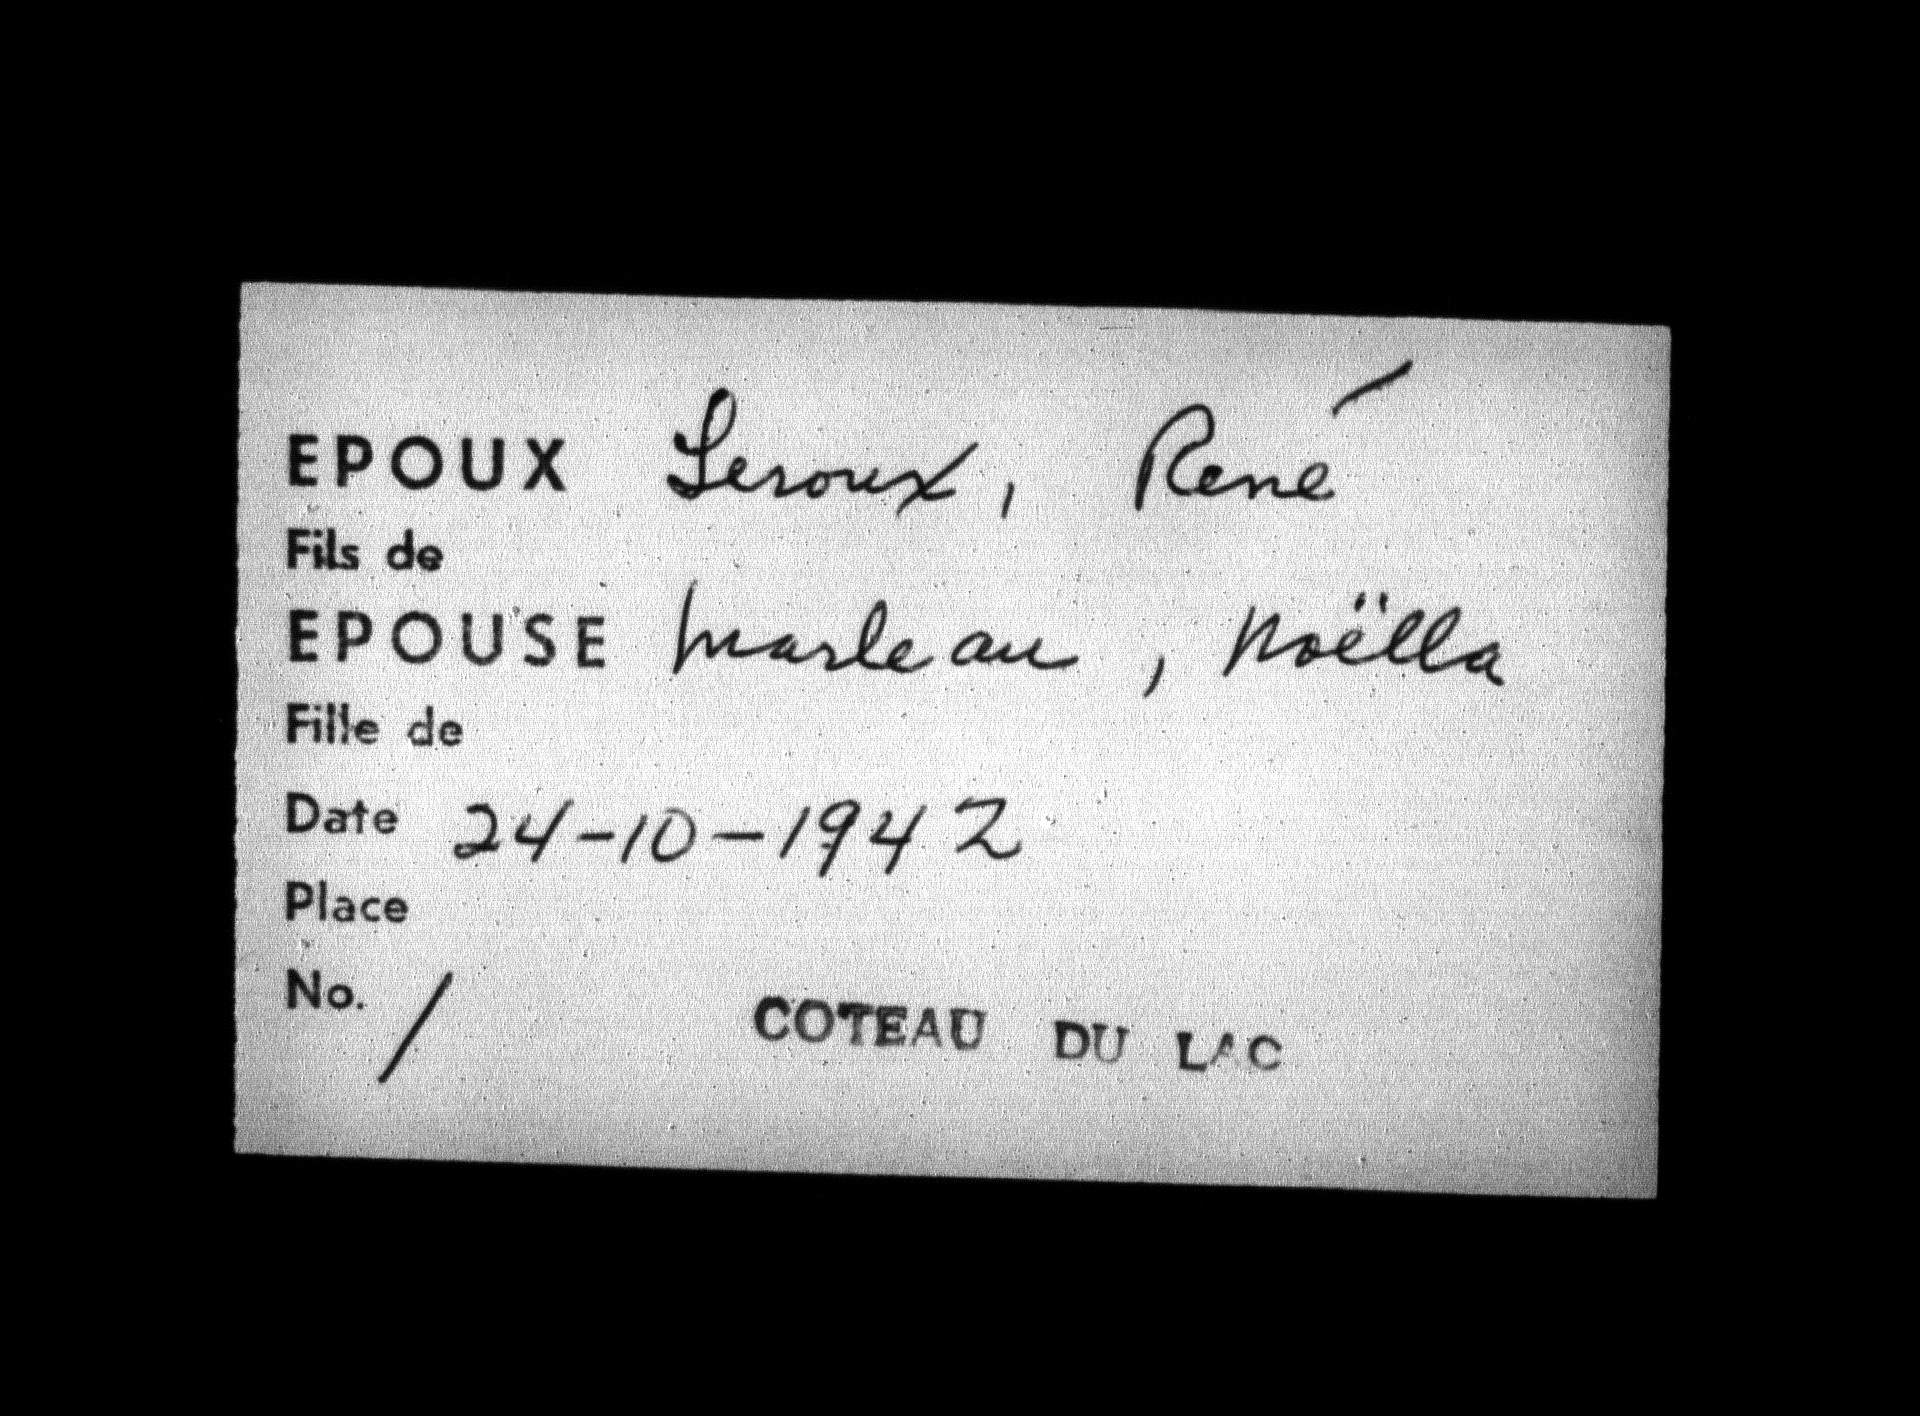 EPOUX Leroux, René
Fils de
EPOUSE Marleau, Noëlla
Fille de
Date 24-10-1942
Place
No. /
COTEAU DU LAC